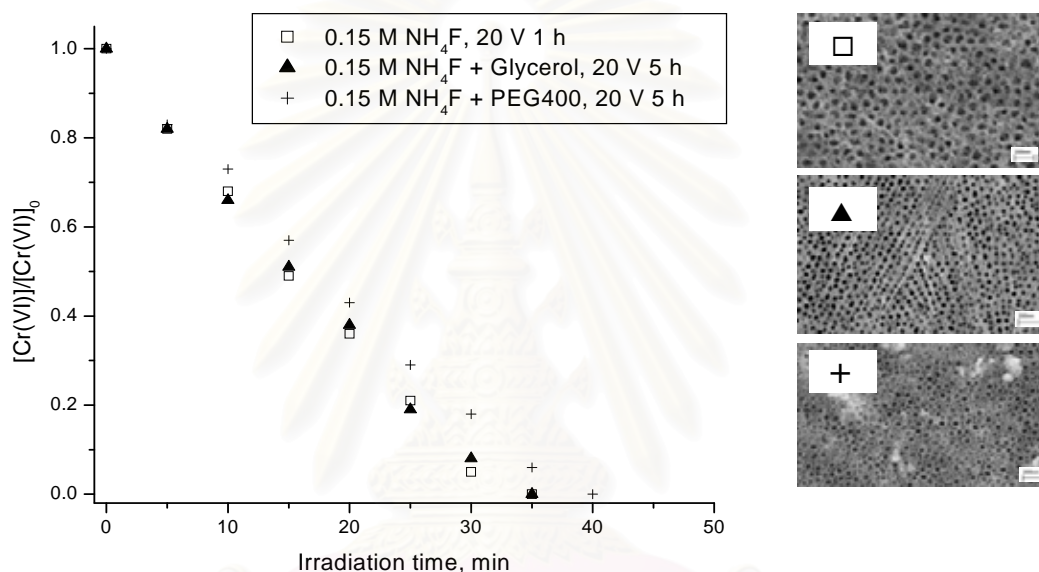 □ 0.15 M NH₄F, 20 V 1 h
▲ 0.15 M NH₄F + Glycerol, 20 V 5 h
+ 0.15 M NH₄F + PEG400, 20 V 5 h
[Cr(VI)]/[Cr(VI)]₀
1.0
0.8
0.6
0.4
0.2
0.0
0 10 20 30 40 50
Irradiation time, min